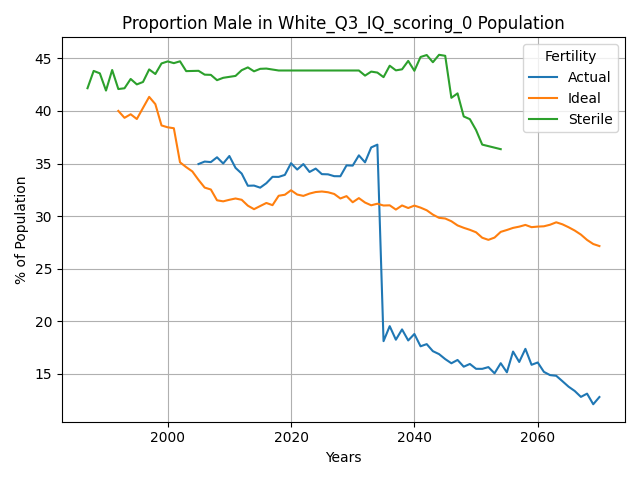 Proportion Male in White_Q3_IQ_scoring_0 Population
Fertility
Actual
Ideal
Sterile
% of Population
45
40
35
30
25
20
15
2000
2020
2040
2060
Years